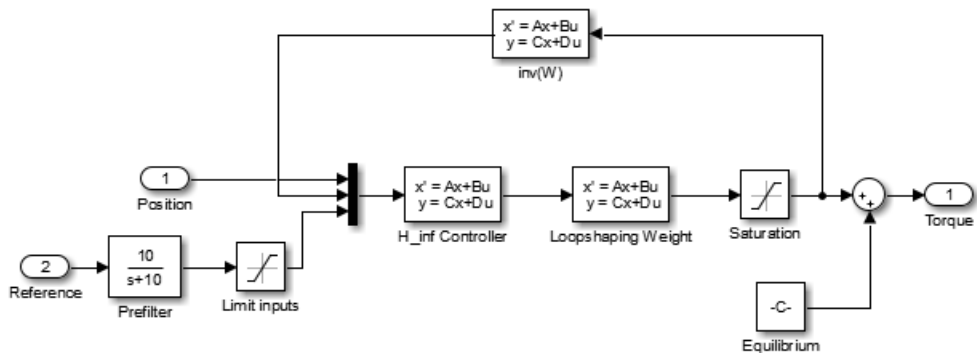 x' = Ax+Bu
y = Cx+Du
inv(W)
1
Position
x' = Ax+Bu
y = Cx+Du
H_inf Controller
x' = Ax+Bu
y = Cx+Du
Loopshaping Weight
Saturation
+
+
1
Torque
2
Reference
10
s+10
Prefilter
Limit inputs
-C-
Equilibrium